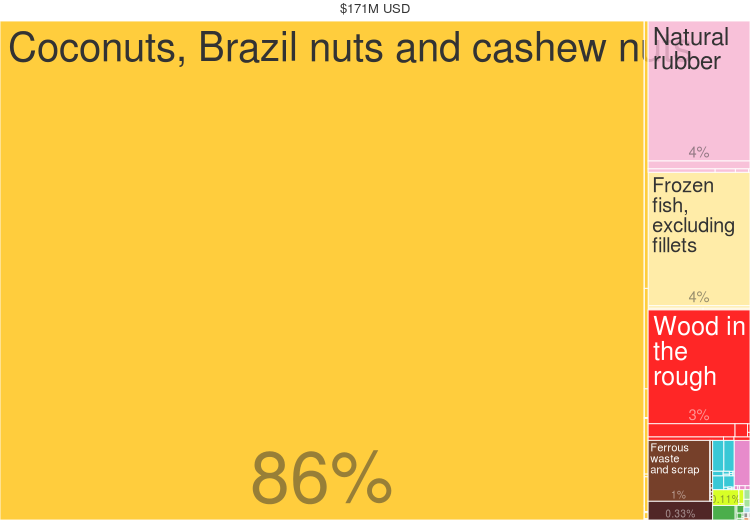 $171M USD
Coconuts, Brazil nuts and cashew nuts
86%
Natural
rubber
4%
Frozen
fish,
excluding
fillets
4%
Wood in
the
rough
3%
Ferrous
waste
and scrap
1%
0.33%
0.11%